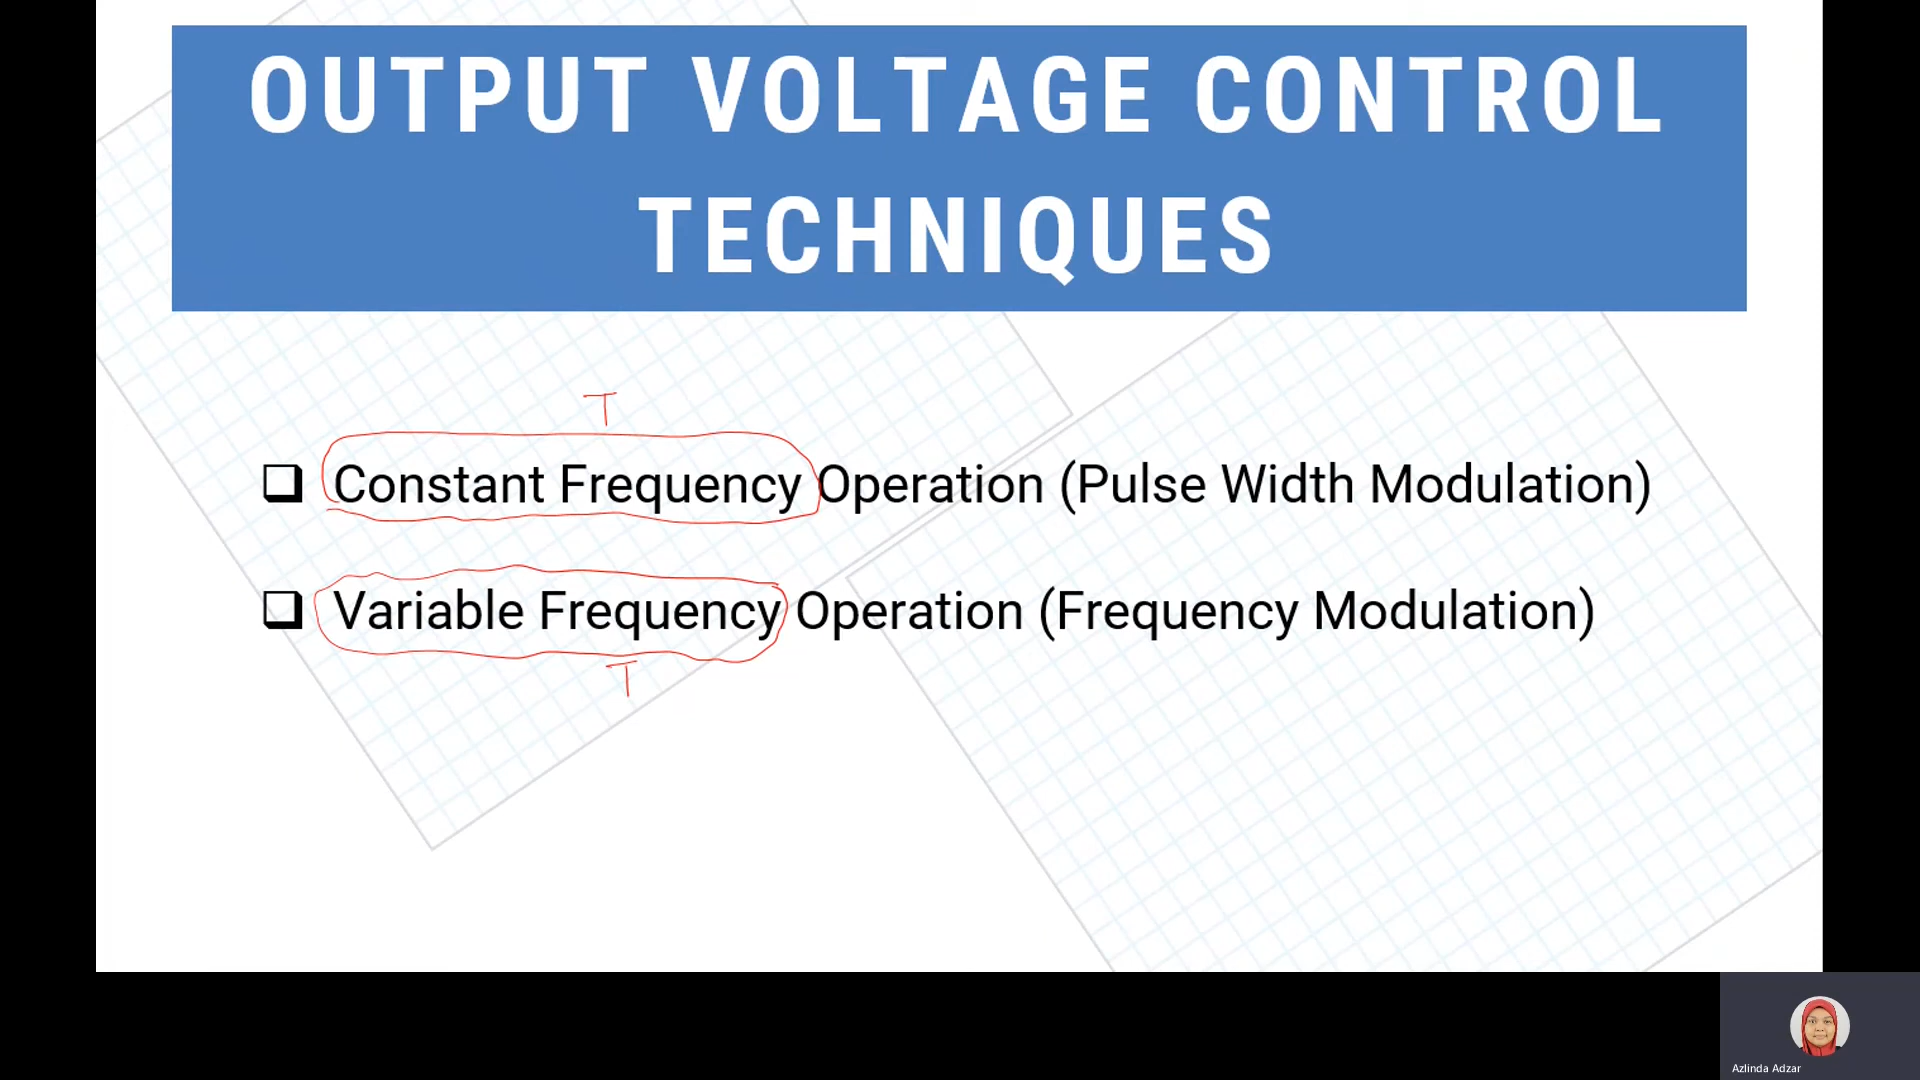 OUTPUT VOLTAGE CONTROL
TECHNIQUES
T
Constant Frequency Operation (Pulse Width Modulation)
Variable Frequency Operation (Frequency Modulation)
T
Azlinda Adzar